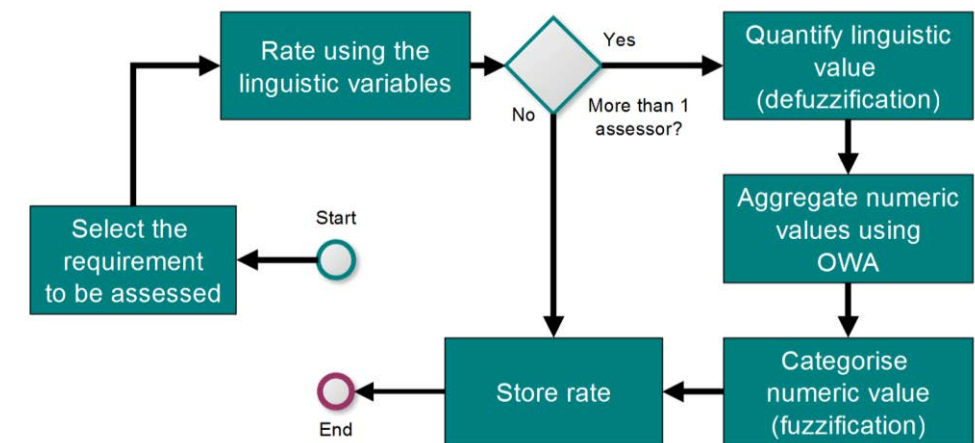 Rate using the
linguistic variables
Yes
No
More than 1
assessor?
Quantify linguistic
value
(defuzzification)
Start
Select the
requirement
to be assessed
Aggregate numeric
values using
OWA
Store rate
Categorise
numeric value
(fuzzification)
End